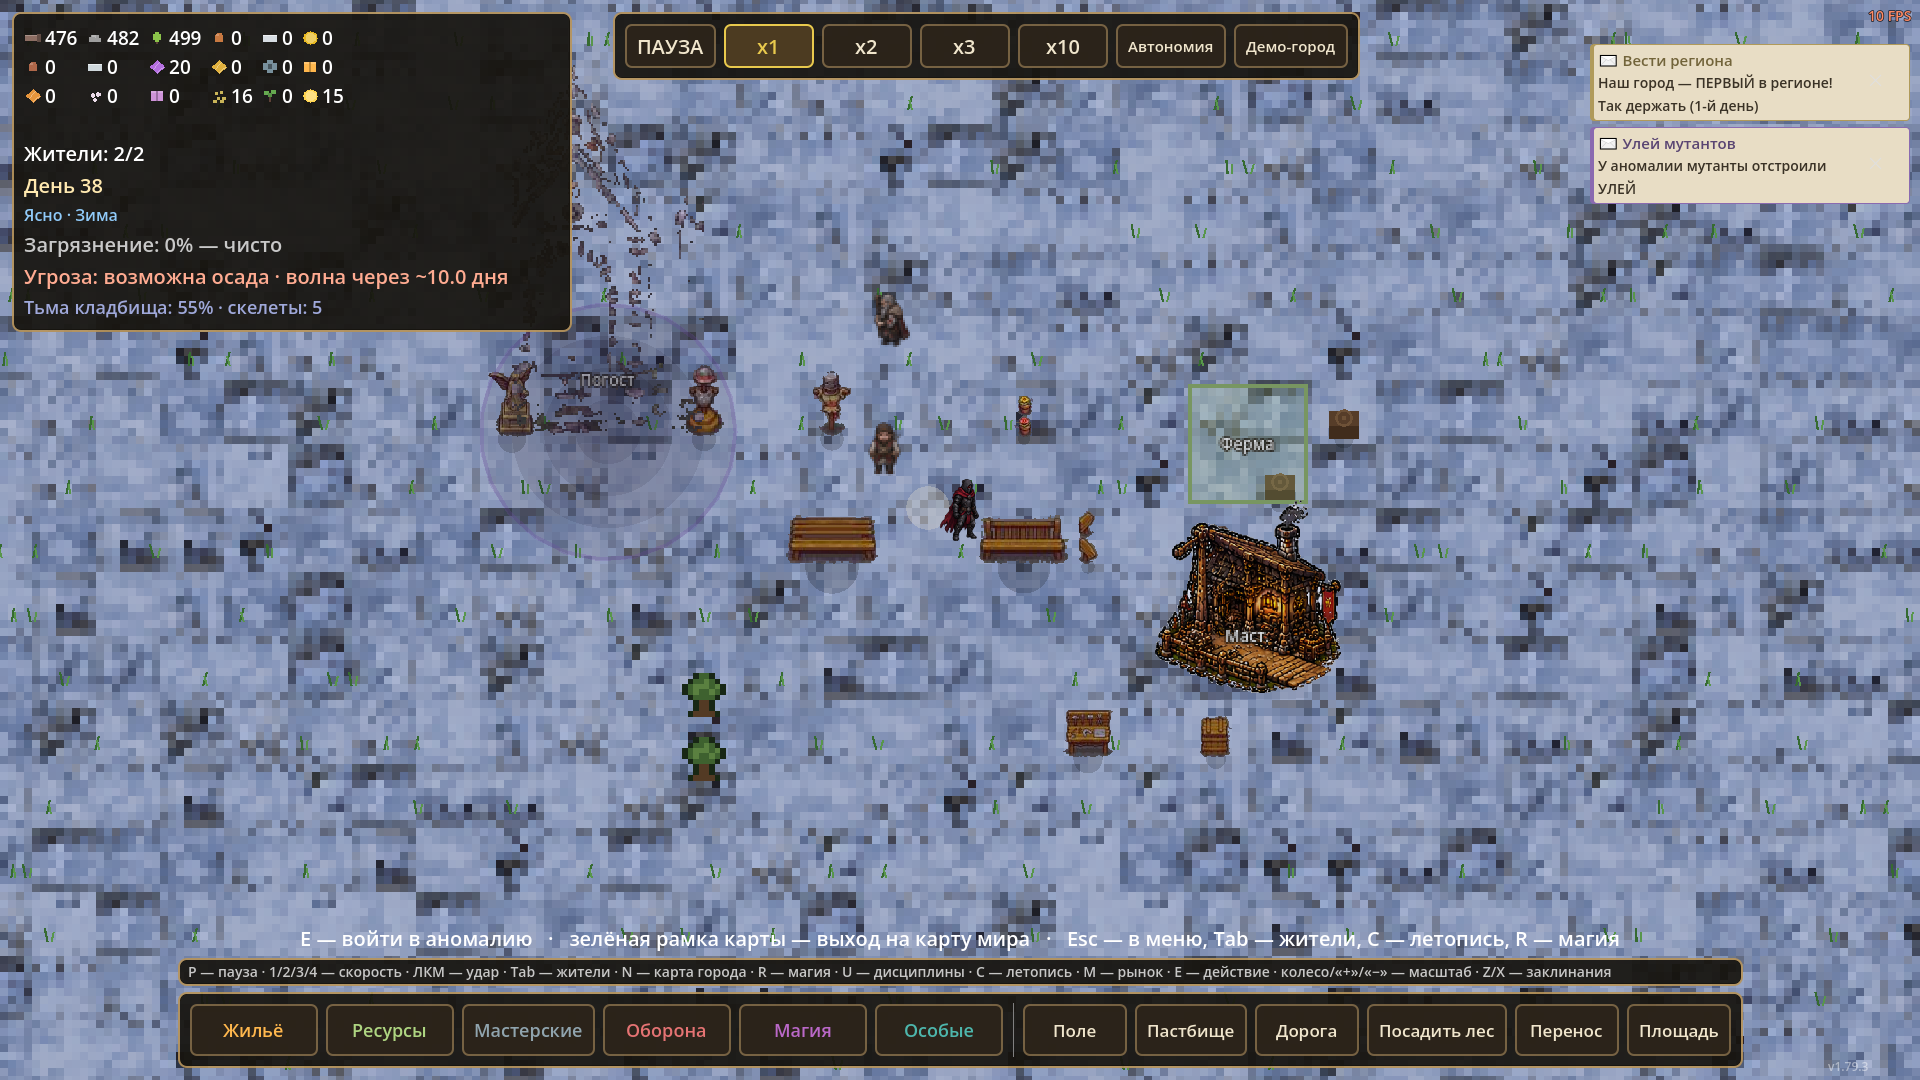 476 482 499 0 0 0
0 0 20 0 0 0
0 0 0 16 0 15
Жители: 2/2
День 38
Ясно · Зима
Загрязнение: 0% — чисто
Угроза: возможна осада · волна через ~10.0 дня
Тьма кладбища: 55% · скелеты: 5
ПАУЗА x1 x2 x3 x10 Автономия Демо-город
10 FPS
Вести региона
Наш город — ПЕРВЫЙ в регионе!
Так держать (1-й день)
Улей мутантов
У аномалии мутанты отстроили
УЛЕЙ
Погост
Ферма
Маст
E — войти в аномалию · зелёная рамка карты — выход на карту мира · Esc — в меню, Tab — жители, C — летопись, R — магия
P — пауза · 1/2/3/4 — скорость · ЛКМ — удар · Tab — жители · N — карта города · R — магия · U — дисциплины · C — летопись · M — рынок · E — действие · колесо/«+»/«−» — масштаб · Z/X — заклинания
Жильё Ресурсы Мастерские Оборона Магия Особые Поле Пастбище Дорога Посадить лес Перенос Площадь
v1.79.3